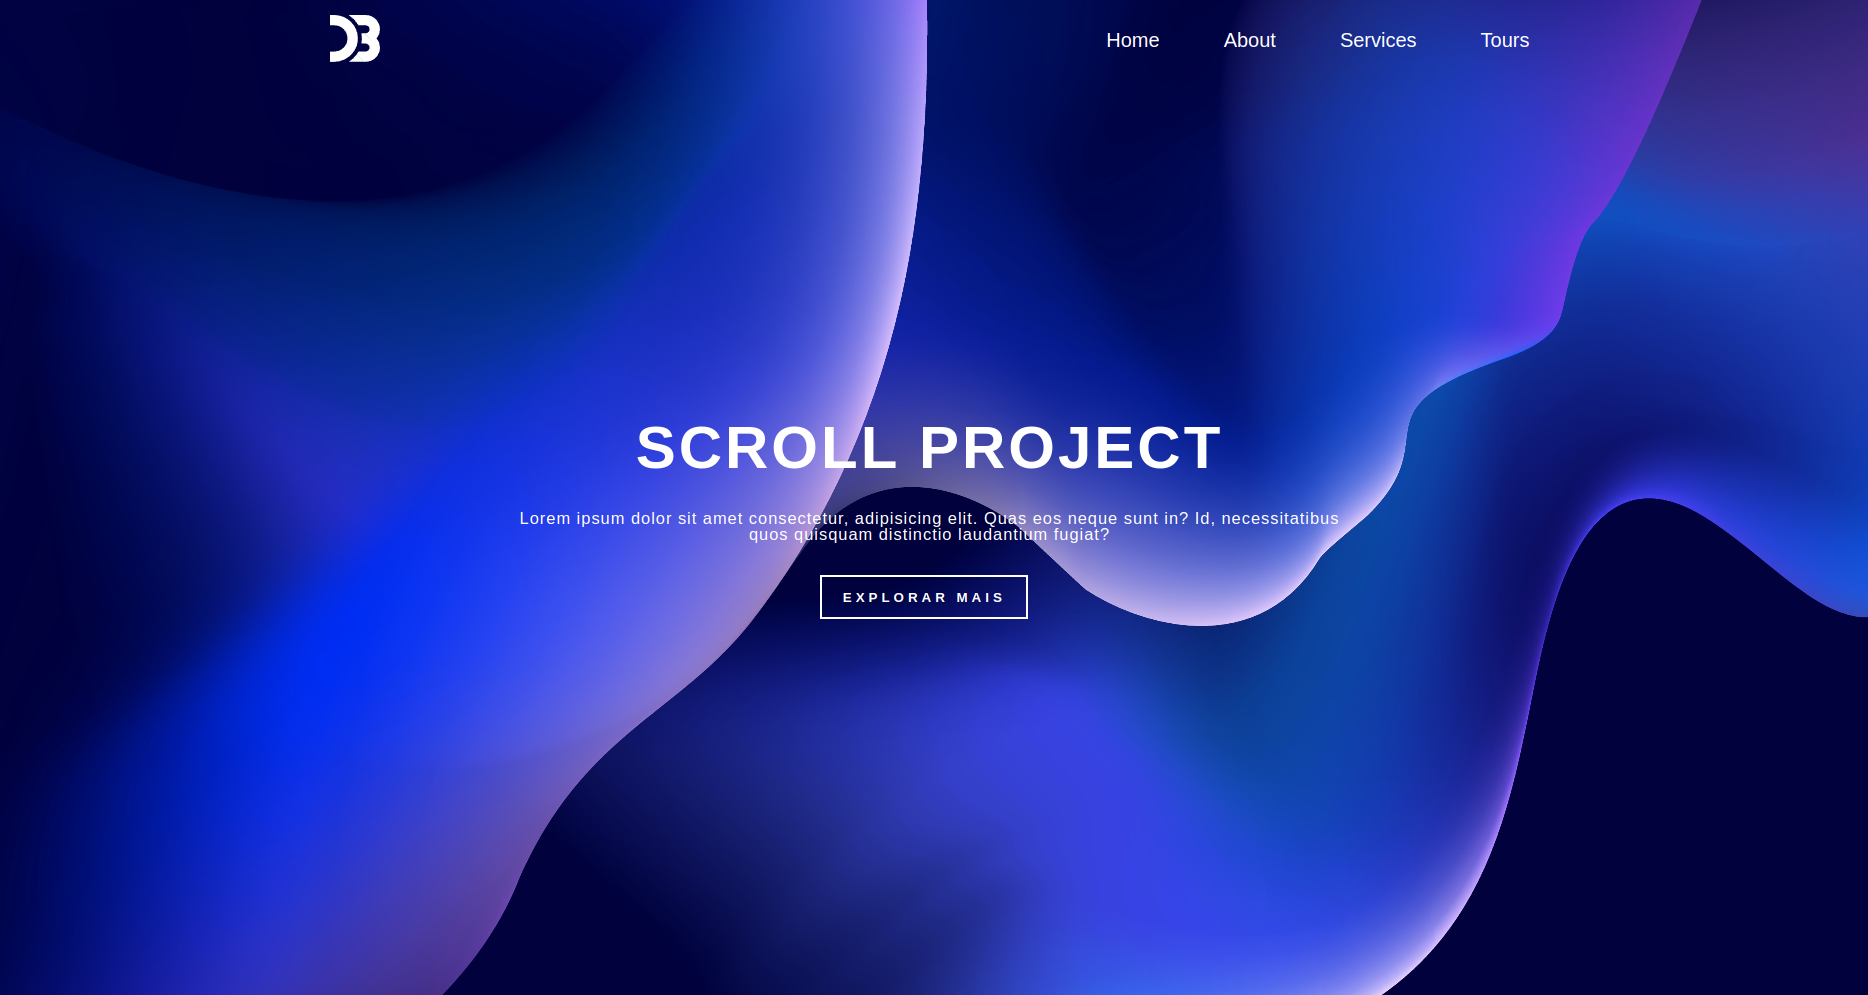 DB
Home About Services Tours
SCROLL PROJECT
Lorem ipsum dolor sit amet consectetur, adipisicing elit. Quas eos neque sunt in? Id, necessitatibus
quos quisquam distinctio laudantium fugiat?
EXPLORAR MAIS